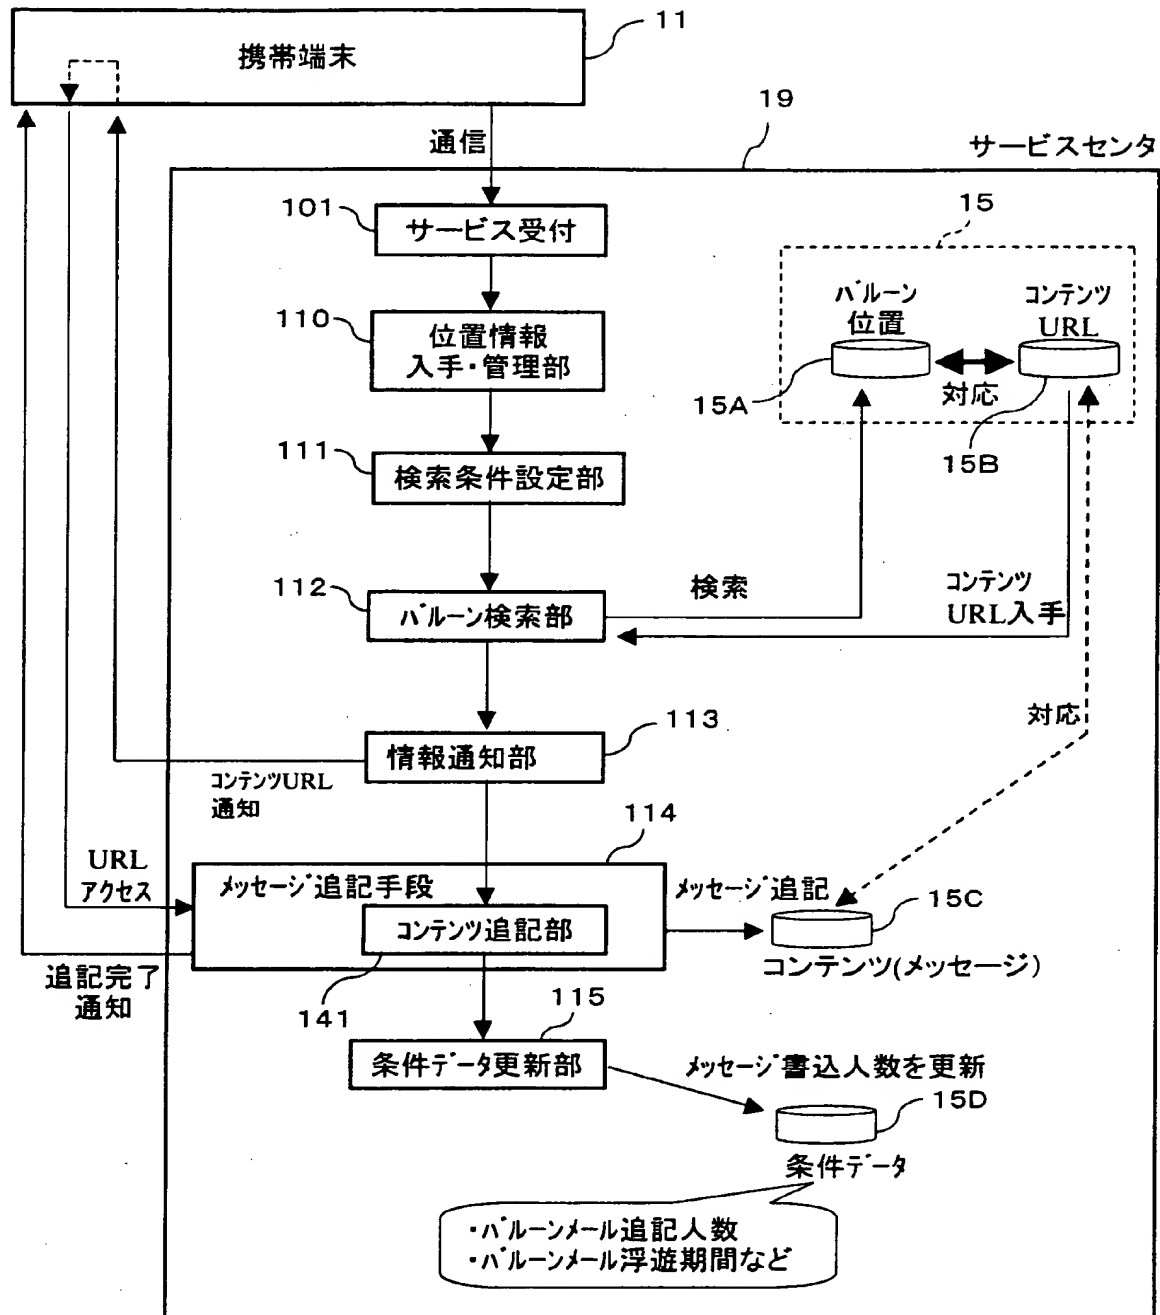 11
携帯端末
通信
19
サービスセンタ
101
サービス受付
15
バルーン
位置
コンテンツ
URL
110
位置情報
入手・管理部
15A
対応
15B
111
検索条件設定部
112
バルーン検索部
検索
コンテンツ
URL入手
対応
113
情報通知部
コンテンツURL
通知
114
URL
アクセス
メッセージ追記手段
コンテンツ追記部
メッセージ追記
15C
コンテンツ(メッセージ)
追記完了
通知
141
115
条件データ更新部
メッセージ書込人数を更新
15D
条件データ
・バルーンメール追記人数
・バルーンメール浮遊期間など